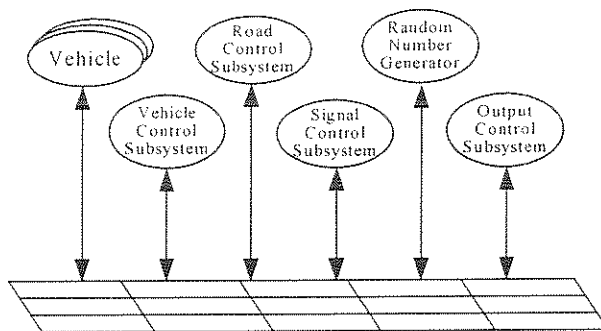 Vehicle
Road
Control
Subsystem
Random
Number
Generator
Vehicle
Control
Subsystem
Signal
Control
Subsystem
Output
Control
Subsystem